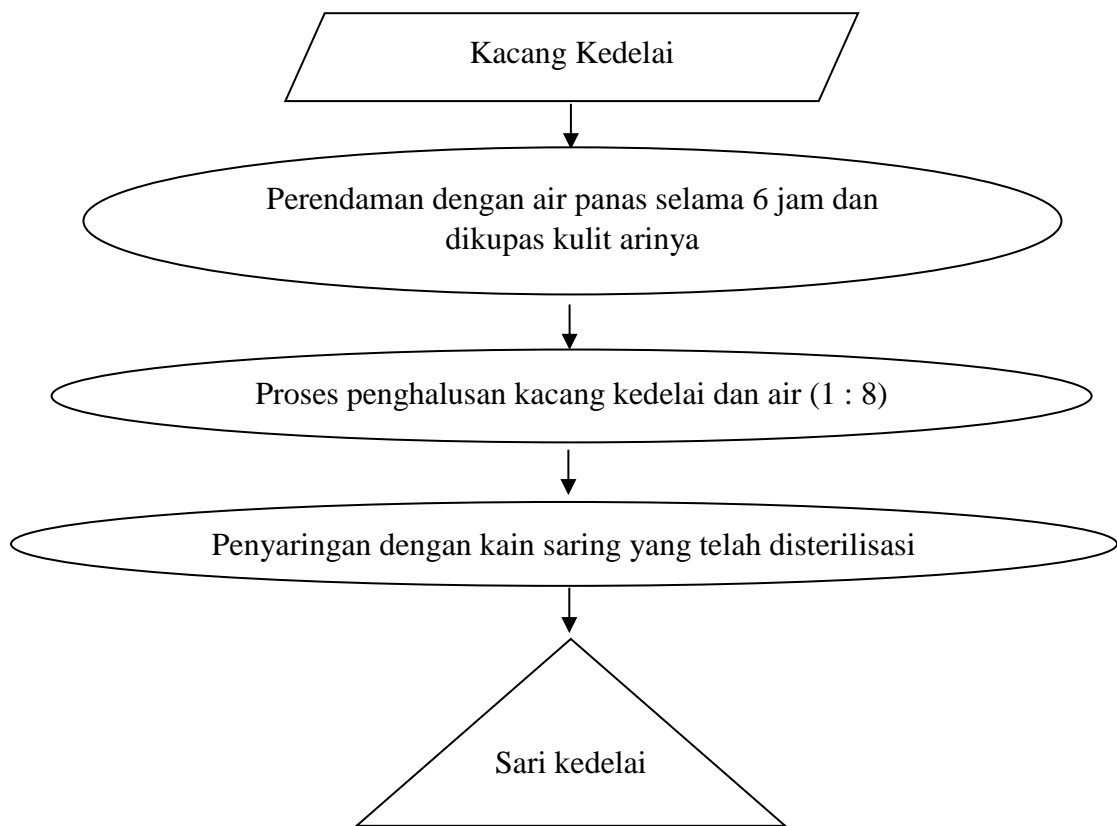 Kacang Kedelai
Perendaman dengan air panas selama 6 jam dan
dikupas kulit arinya
Proses penghalusan kacang kedelai dan air (1 : 8)
Penyaringan dengan kain saring yang telah disterilisasi
Sari kedelai